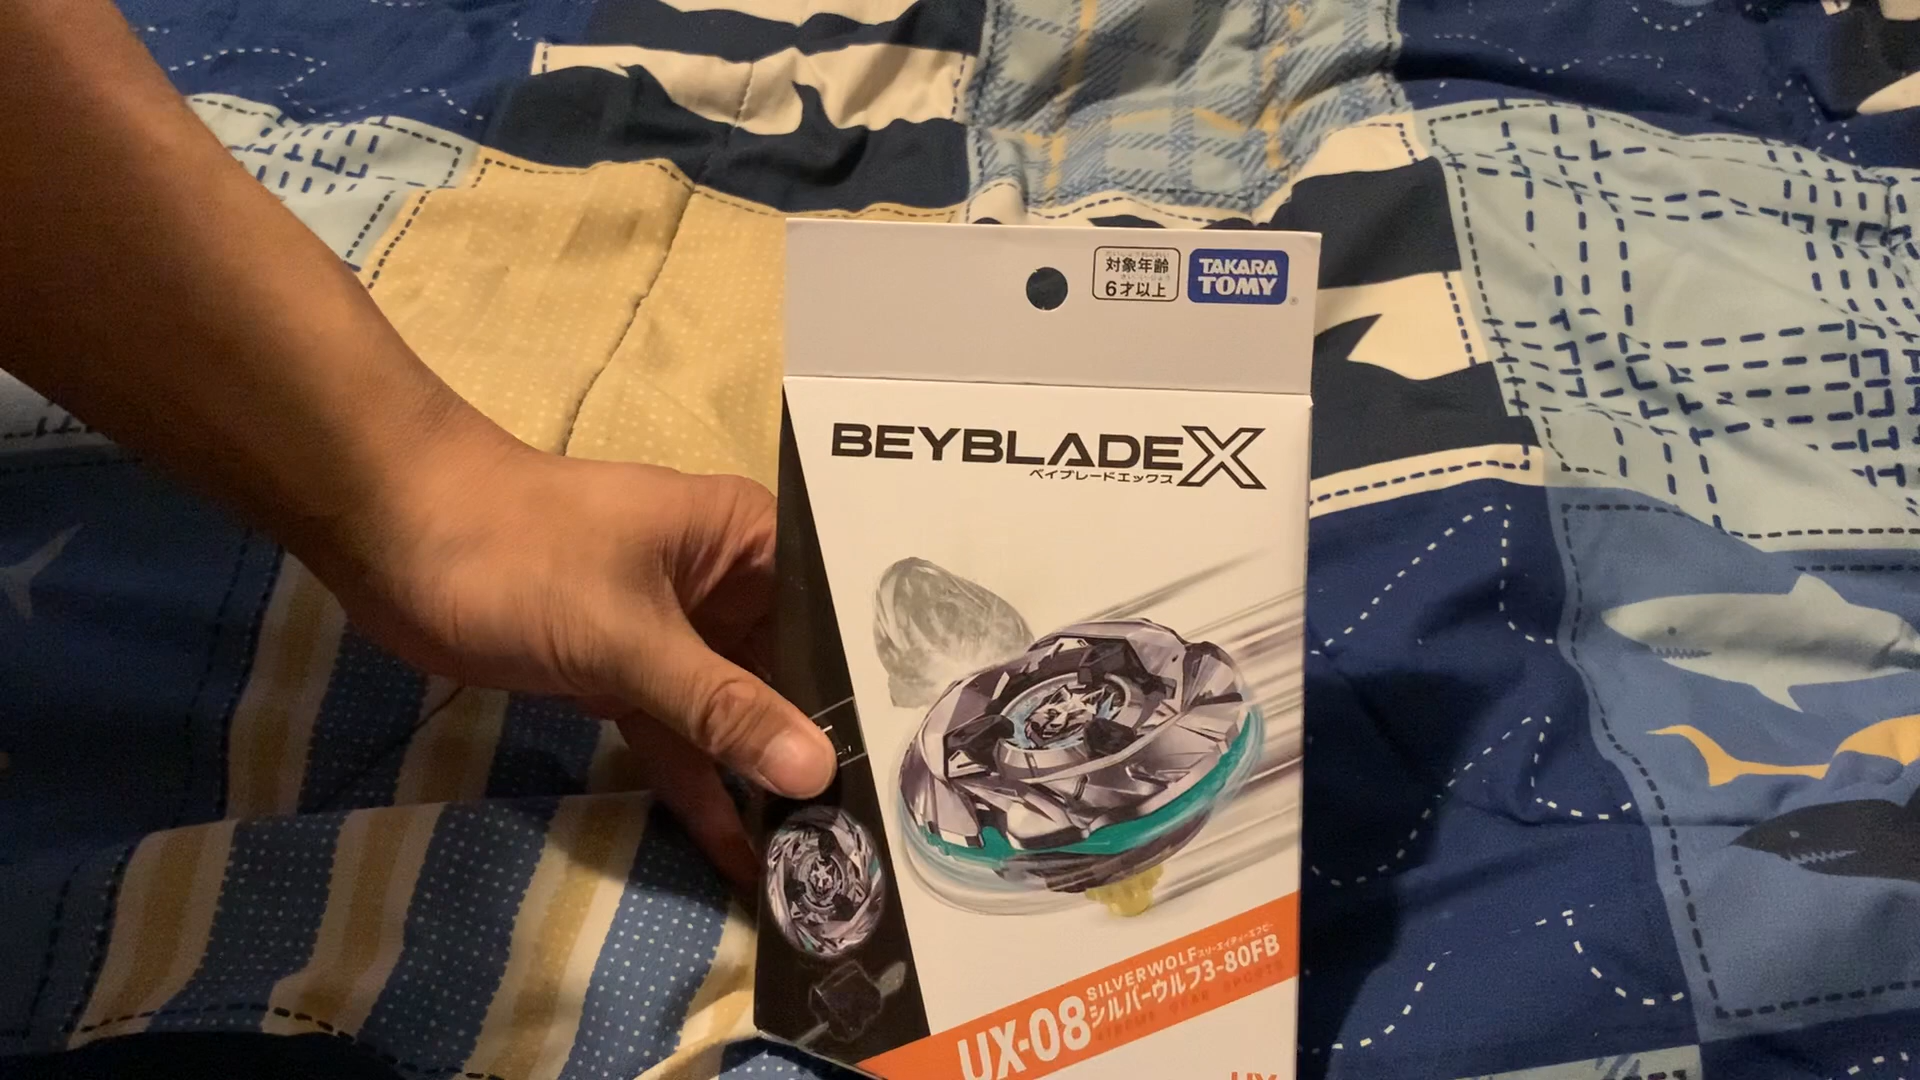 対象年齢
6才以上
TAKARA
TOMY
BEYBLADE X
ベイブレードエックス
SILVERWOLF スリーエイティーエフビー
UX-08 シルバーウルフ3-80FB
UX